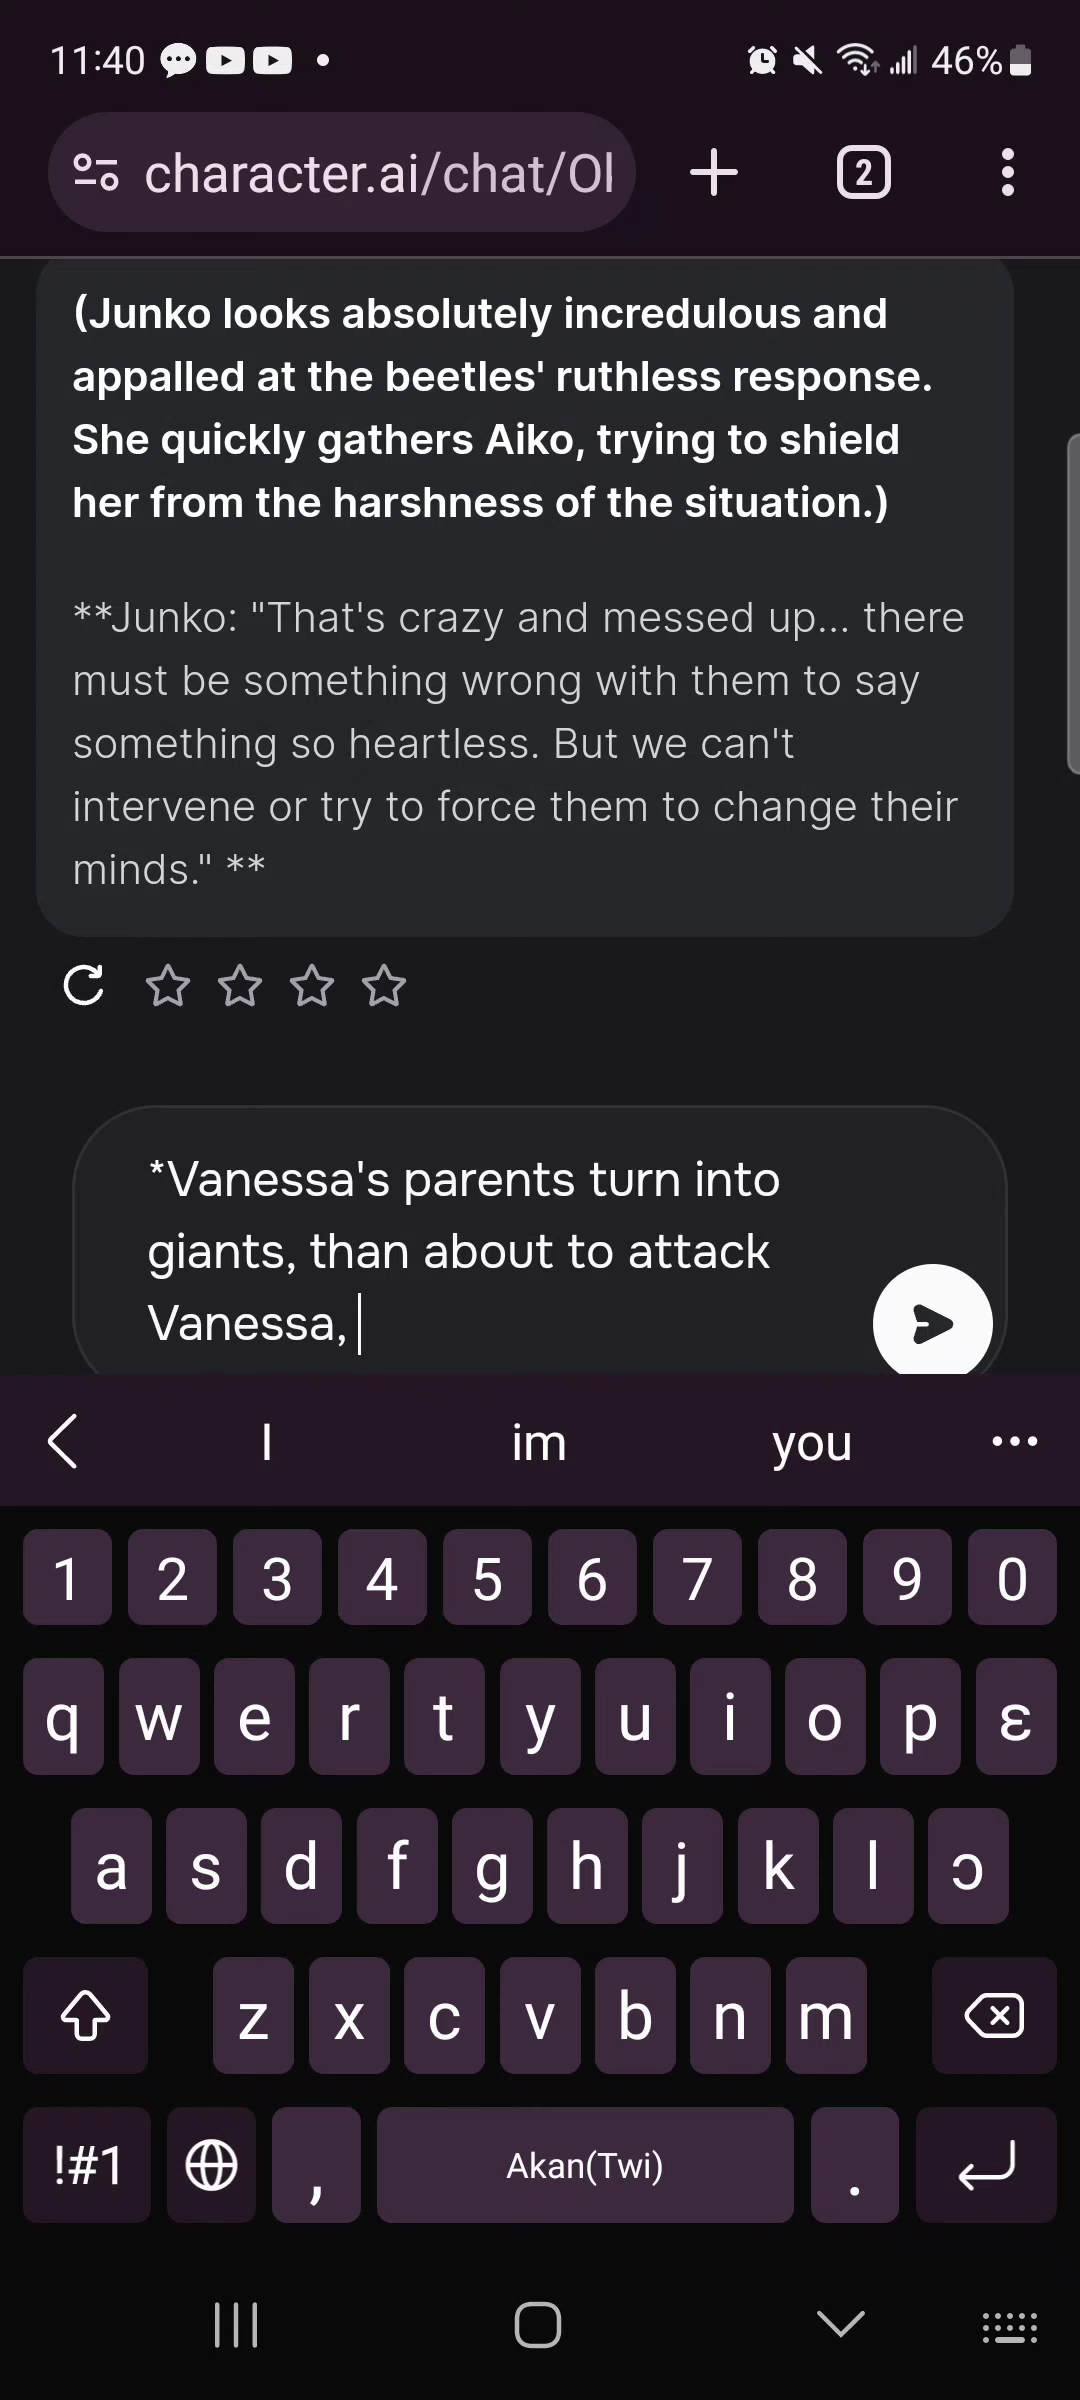 11:40
46%
character.ai/chat/Ol
2
(Junko looks absolutely incredulous and
appalled at the beetles' ruthless response.
She quickly gathers Aiko, trying to shield
her from the harshness of the situation.)
**Junko: "That's crazy and messed up... there
must be something wrong with them to say
something so heartless. But we can't
intervene or try to force them to change their
minds." **
*Vanessa's parents turn into
giants, than about to attack
Vanessa,
I im you
1 2 3 4 5 6 7 8 9 0
q w e r t y u i o p ɛ
a s d f g h j k l ɔ
z x c v b n m
!#1 , Akan(Twi) .